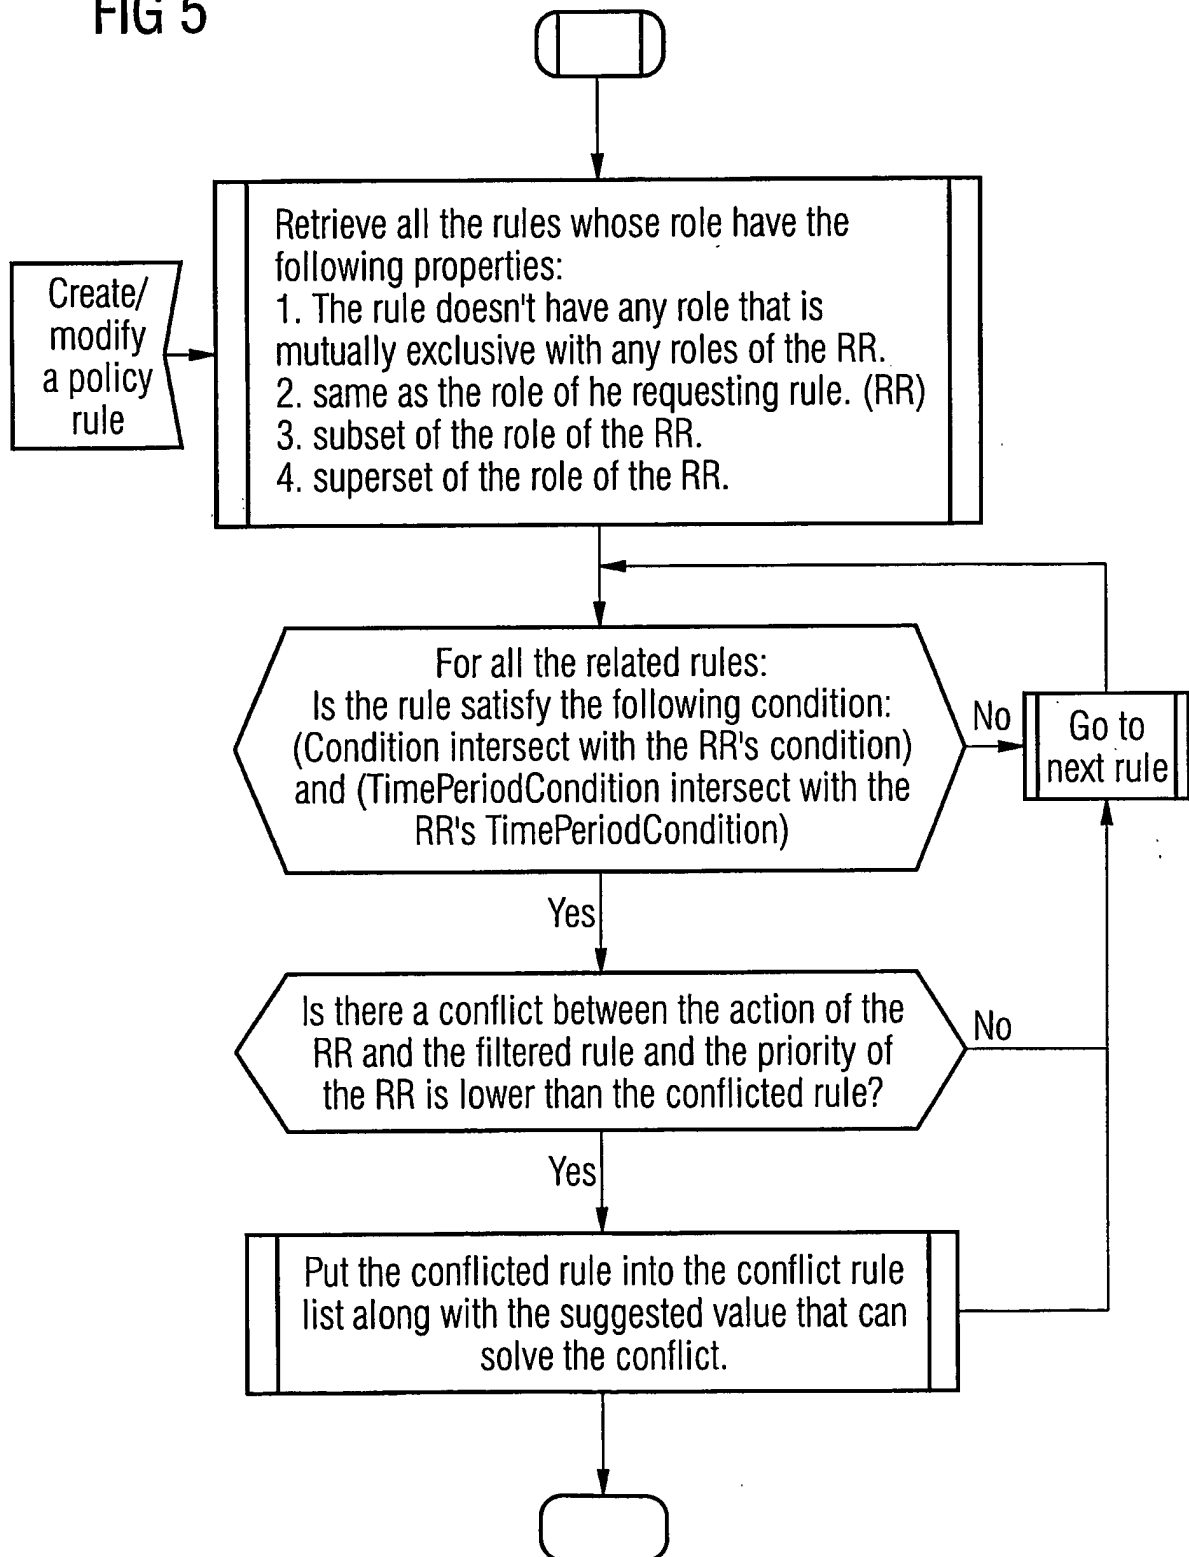 FIG 5
Retrieve all the rules whose role have the
following properties:
1. The rule doesn't have any role that is
mutually exclusive with any roles of the RR.
2. same as the role of he requesting rule. (RR)
3. subset of the role of the RR.
4. superset of the role of the RR.
Create/
modify
a policy
rule
For all the related rules:
Is the rule satisfy the following condition:
(Condition intersect with the RR's condition)
and (TimePeriodCondition intersect with the
RR's TimePeriodCondition)
No
Go to
next rule
Yes
Is there a conflict between the action of the
RR and the filtered rule and the priority of
the RR is lower than the conflicted rule?
No
Yes
Put the conflicted rule into the conflict rule
list along with the suggested value that can
solve the conflict.